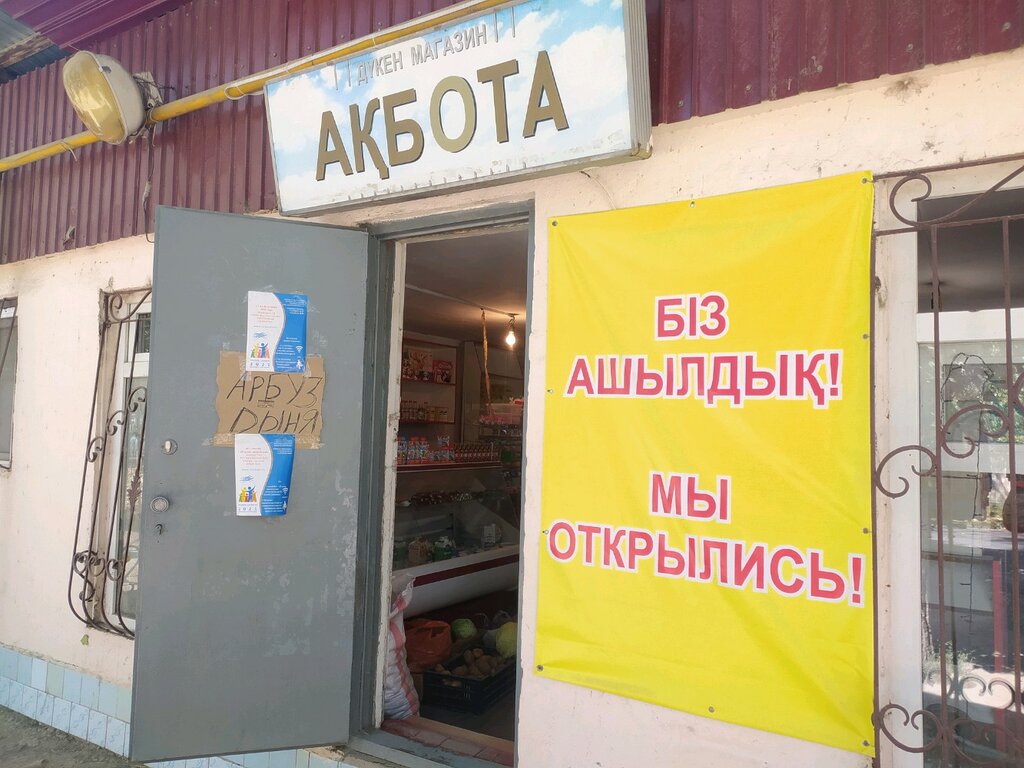 ДҮКЕН МАГАЗИН
АҚБОТА
АРБУЗ
ДЫНЯ
БІЗ
АШЫЛДЫҚ!
МЫ
ОТКРЫЛИСЬ!